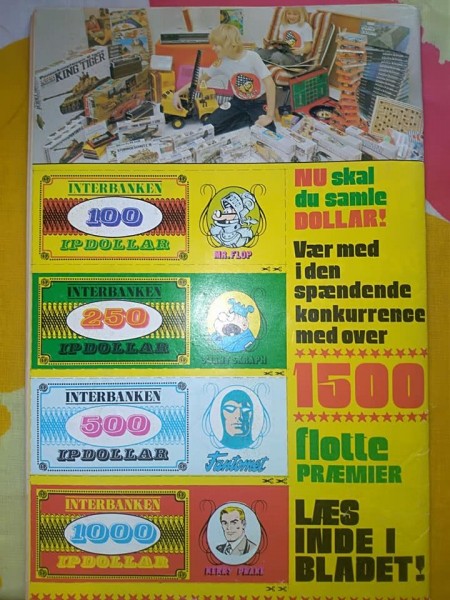 KING TIGER
INTERBANKEN
100
IPDOLLAR
MR. FLOP
INTERBANKEN
250
IPDOLLAR
INTERBANKEN
500
IPDOLLAR
Fantomet
INTERBANKEN
1000
IPDOLLAR
NU skal
du samle
DOLLAR!
Vær med
i den
spændende
konkurrence
med over
1500
flotte
PRÆMIER
LÆS
INDE I
BLADET!